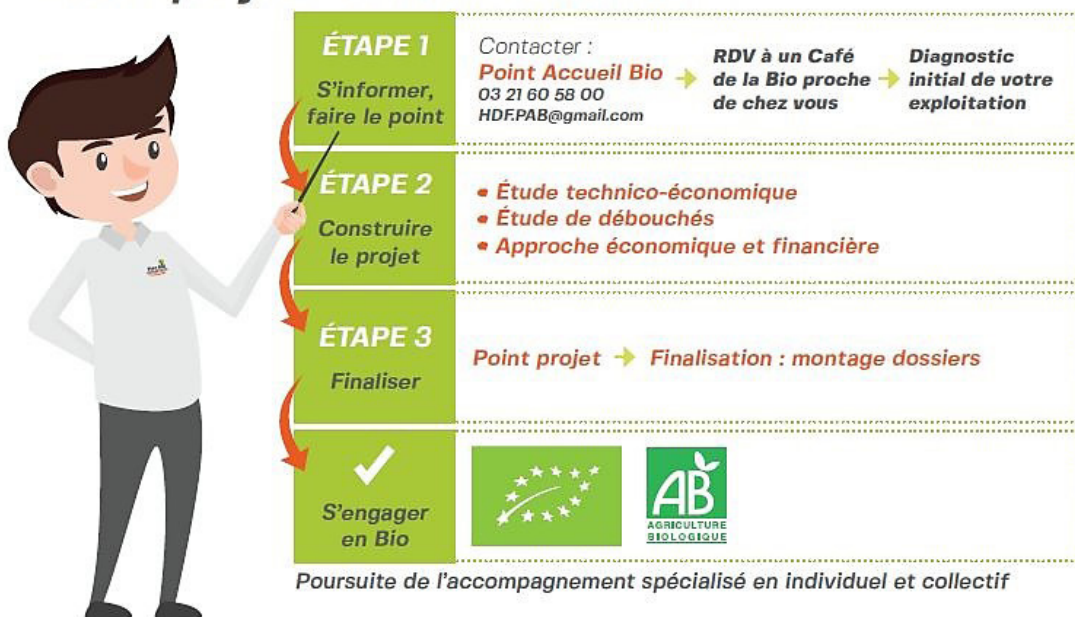 ÉTAPE 1
S'informer,
faire le point
Contacter :
Point Accueil Bio
03 21 60 58 00
HDF.PAB@gmail.com
RDV à un Café
de la Bio proche
de chez vous
Diagnostic
initial de votre
exploitation
ÉTAPE 2
Construire
le projet
• Étude technico-économique
• Étude de débouchés
• Approche économique et financière
ÉTAPE 3
Finaliser
Point projet
Finalisation : montage dossiers
S'engager
en Bio
AB
AGRICULTURE
BIOLOGIQUE
Poursuite de l'accompagnement spécialisé en individuel et collectif